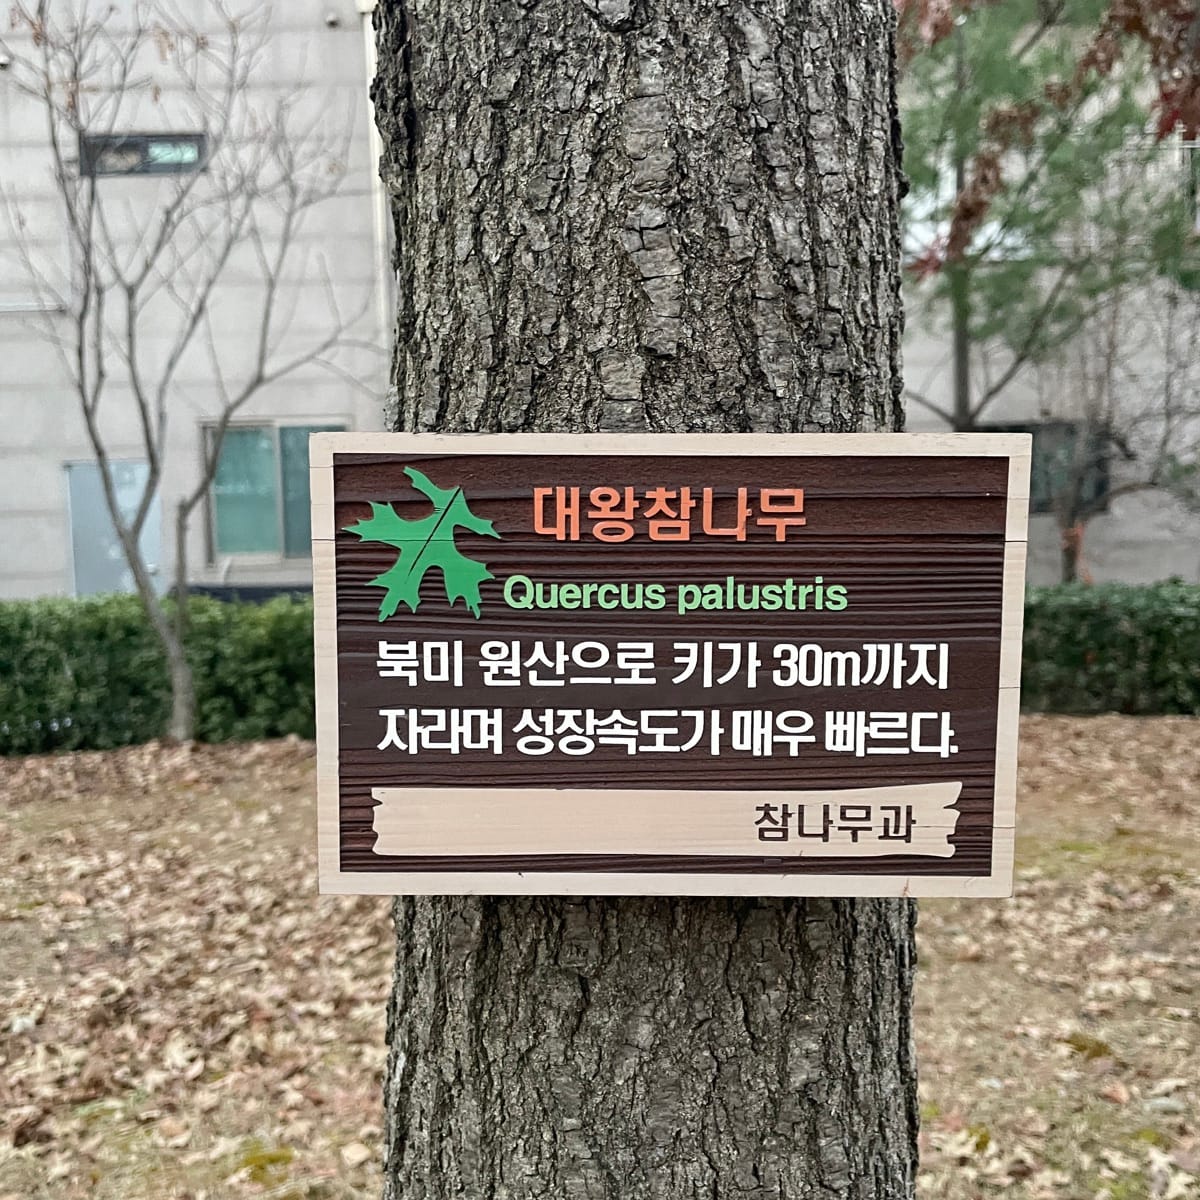 대왕참나무
Quercus palustris
북미 원산으로 키가 30m까지
자라며 성장속도가 매우 빠르다.
참나무과